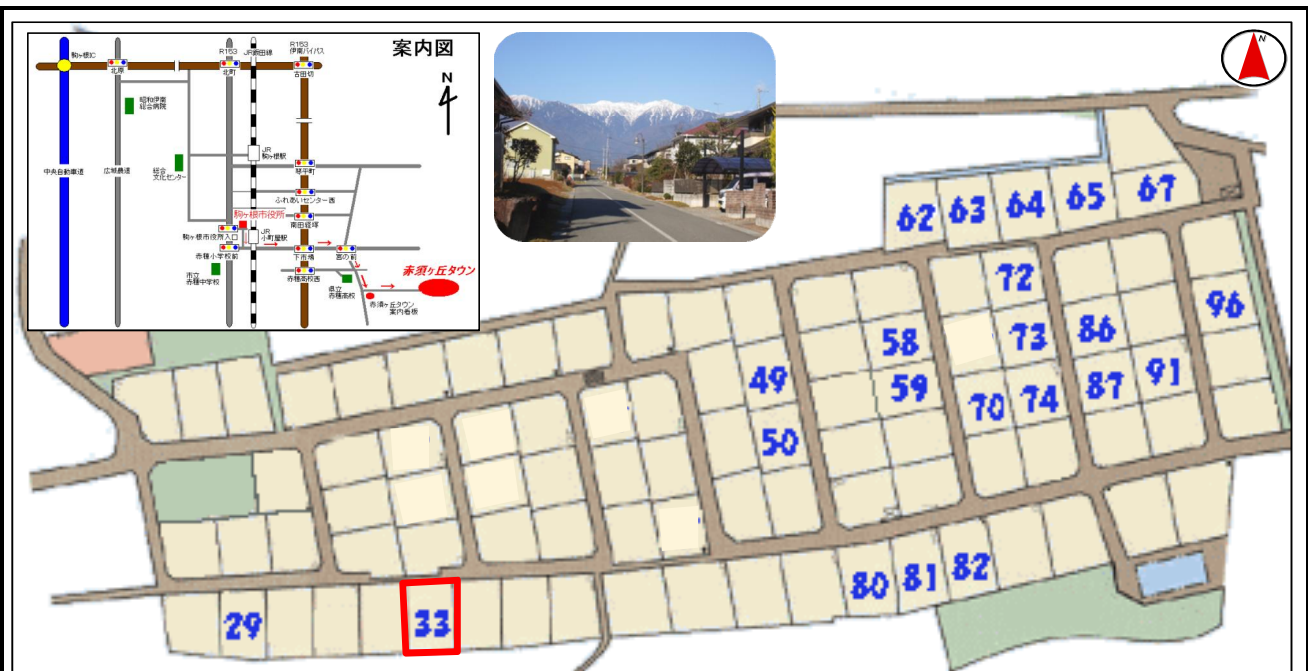 案内図
N
R153
JR飯田線
R153
伊南バイパス
駒ヶ根IC
北原
北町
古田切
昭和伊南
総合病院
JR
駒ヶ根駅
中央自動車道
広域農道
総合
文化センター
琴平町
ふれあいセンター西
駒ヶ根市役所
南田経塚
駒ヶ根市役所入口
JR
小町屋駅
赤穂小学校前
下市場
宮の前
市立
赤穂中学校
赤穂高校西
県立
赤穂高校
赤須ヶ丘タウン
赤須ヶ丘タウン
案内看板
N
62 63 64 65 67
72
96
58 73 86
49 59 70 74 87 91
50
80 81 82
29 33